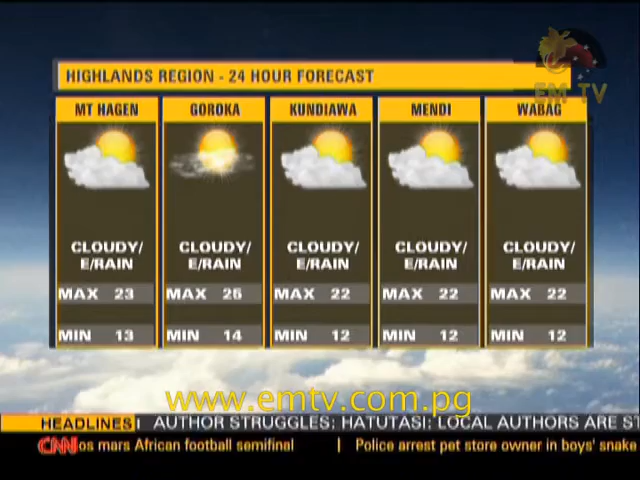 EM TV
HIGHLANDS REGION - 24 HOUR FORECAST
MT HAGEN
CLOUDY/
E/RAIN
MAX 23
MIN 13
GOROKA
CLOUDY/
E/RAIN
MAX 26
MIN 14
KUNDIAWA
CLOUDY/
E/RAIN
MAX 22
MIN 12
MENDI
CLOUDY/
E/RAIN
MAX 22
MIN 12
WABAG
CLOUDY/
E/RAIN
MAX 22
MIN 12
www.emtv.com.pg
HEADLINES AUTHOR STRUGGLES; HATUTASI; LOCAL AUTHORS ARE ST
CNN os mars African football semifinal | Police arrest pet store owner in boys' snake